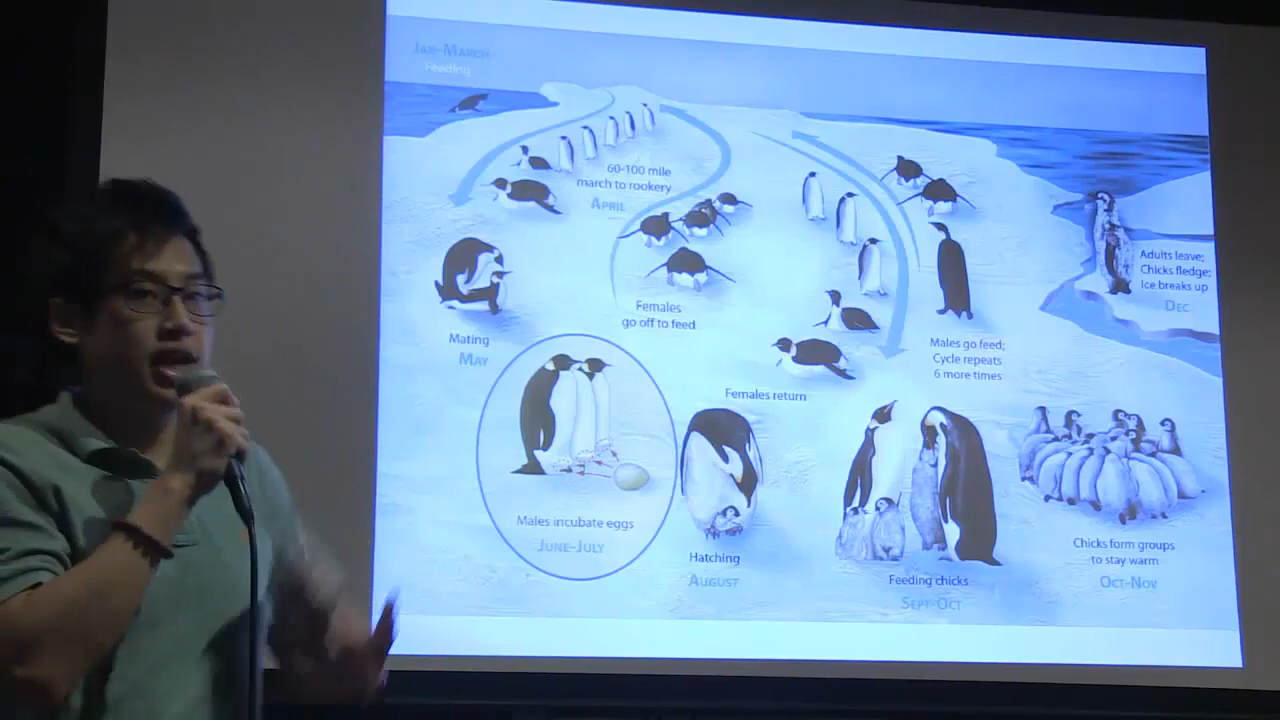 JAN–MARCH
Feeding
60-100 mile
march to rookery
APRIL
Females
go off to feed
Mating
MAY
Males incubate eggs
JUNE–JULY
Females return
Hatching
AUGUST
Males go feed;
Cycle repeats
6 more times
Feeding chicks
SEPT–OCT
Adults leave;
Chicks fledge;
Ice breaks up
DEC
Chicks form groups
to stay warm
OCT–NOV